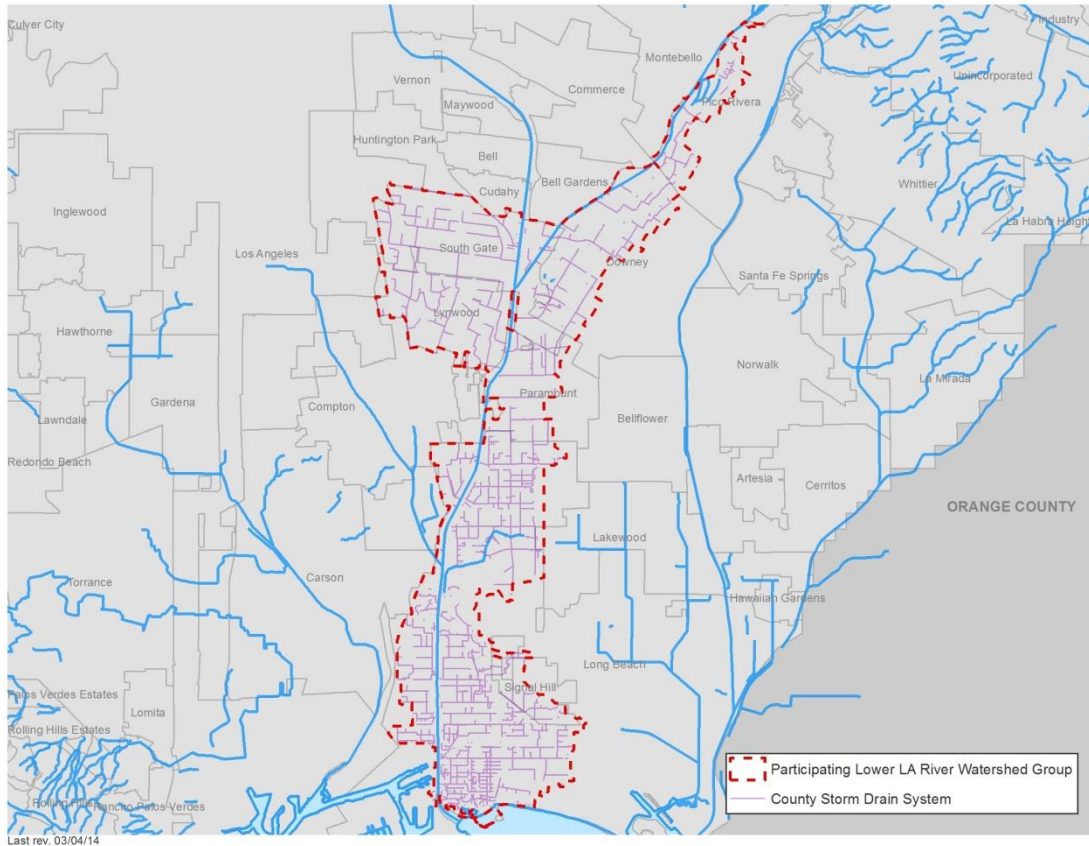 Culver City
Industry
Montebello
Unincorporated
Vernon
Commerce
Pico Rivera
Maywood
Huntington Park
Bell
Whittier
Cudahy
Bell Gardens
Inglewood
La Habra Height
South Gate
Los Angeles
Downey
Santa Fe Springs
Lynwood
Hawthorne
Norwalk
La Mirada
Paramount
Gardena
Compton
Bellflower
Lawndale
Redondo Beach
Artesia
Cerritos
ORANGE COUNTY
Lakewood
Carson
Torrance
Hawaiian Gardens
Long Beach
Signal Hill
Palos Verdes Estates
Lomita
Rolling Hills Estates
Participating Lower LA River Watershed Group
County Storm Drain System
Rolling Hills
Rancho Palos Verdes
Last rev. 03/04/14